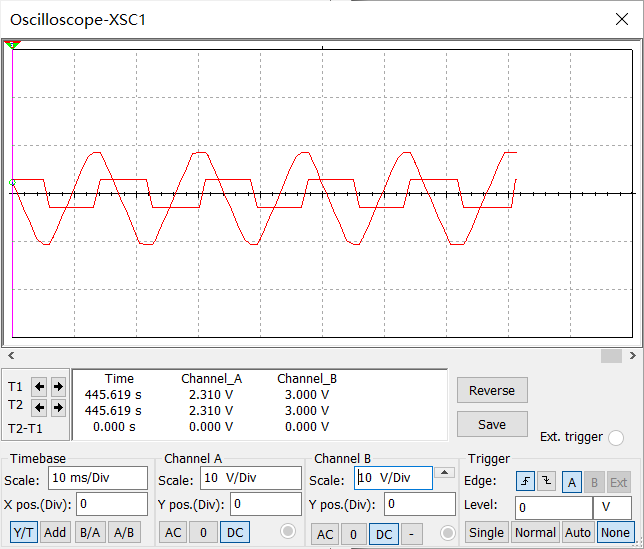 Oscilloscope-XSC1
Time Channel_A Channel_B
T1 445.619 s 2.310 V 3.000 V
T2 445.619 s 2.310 V 3.000 V
T2-T1 0.000 s 0.000 V 0.000 V
Reverse
Save
Ext. trigger
Timebase Channel A Channel B Trigger
Scale: 10 ms/Div Scale: 10 V/Div Scale: 10 V/Div Edge: A B Ext
X pos.(Div): 0 Y pos.(Div): 0 Y pos.(Div): 0 Level: 0 V
Y/T Add B/A A/B AC 0 DC AC 0 DC - Single Normal Auto None